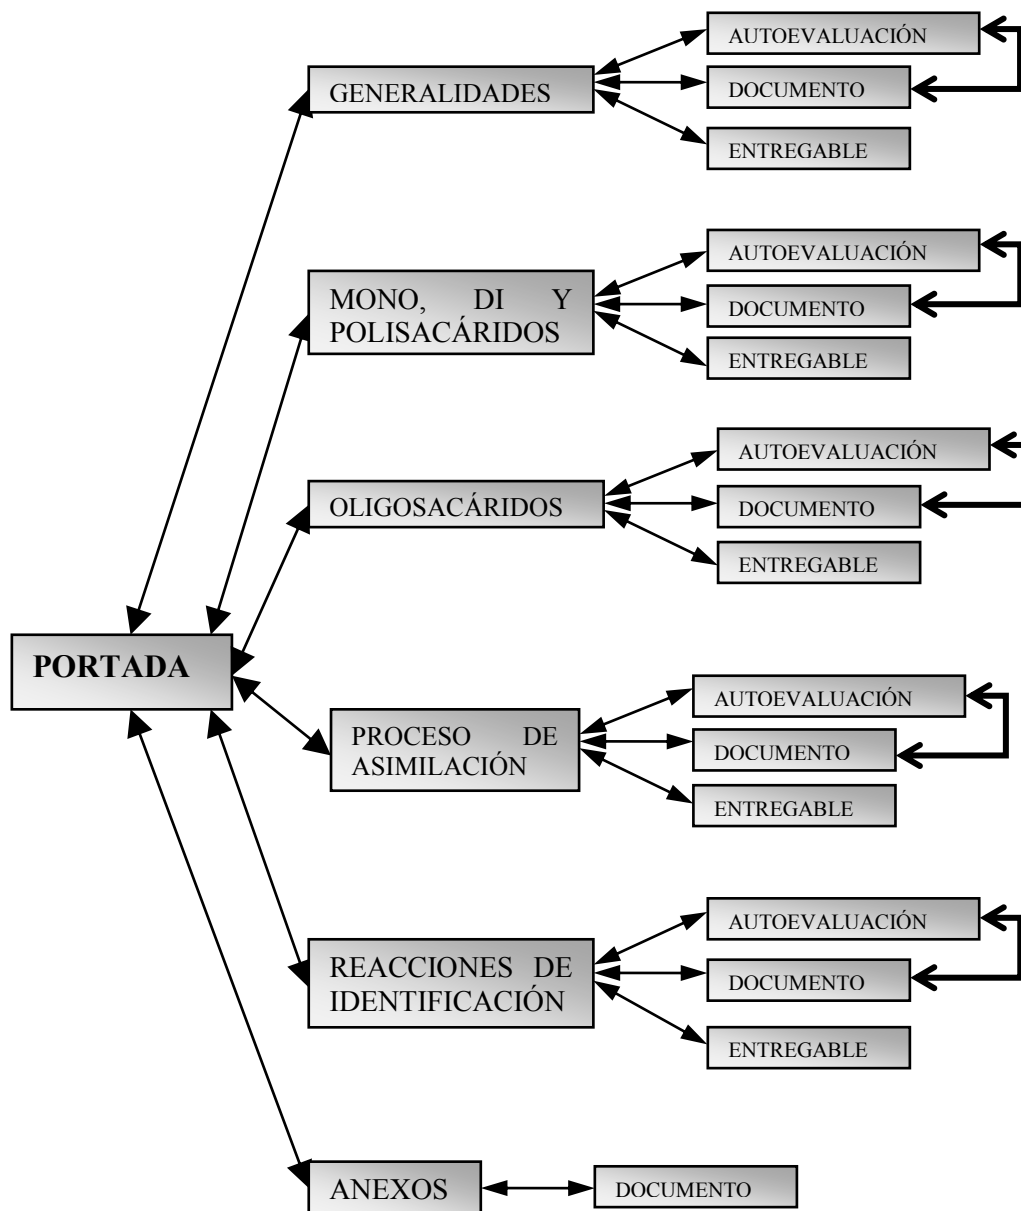 AUTOEVALUACIÓN
GENERALIDADES
DOCUMENTO
ENTREGABLE
AUTOEVALUACIÓN
MONO, DI Y
POLISACÁRIDOS
DOCUMENTO
ENTREGABLE
AUTOEVALUACIÓN
OLIGOSACÁRIDOS
DOCUMENTO
ENTREGABLE
PORTADA
AUTOEVALUACIÓN
PROCESO DE
ASIMILACIÓN
DOCUMENTO
ENTREGABLE
AUTOEVALUACIÓN
REACCIONES DE
IDENTIFICACIÓN
DOCUMENTO
ENTREGABLE
ANEXOS
DOCUMENTO